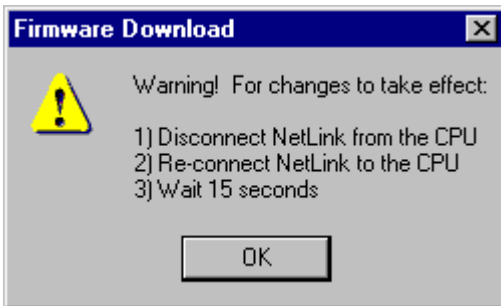 Firmware Download
Warning!  For changes to take effect:
1) Disconnect NetLink from the CPU
2) Re-connect NetLink to the CPU
3) Wait 15 seconds
OK